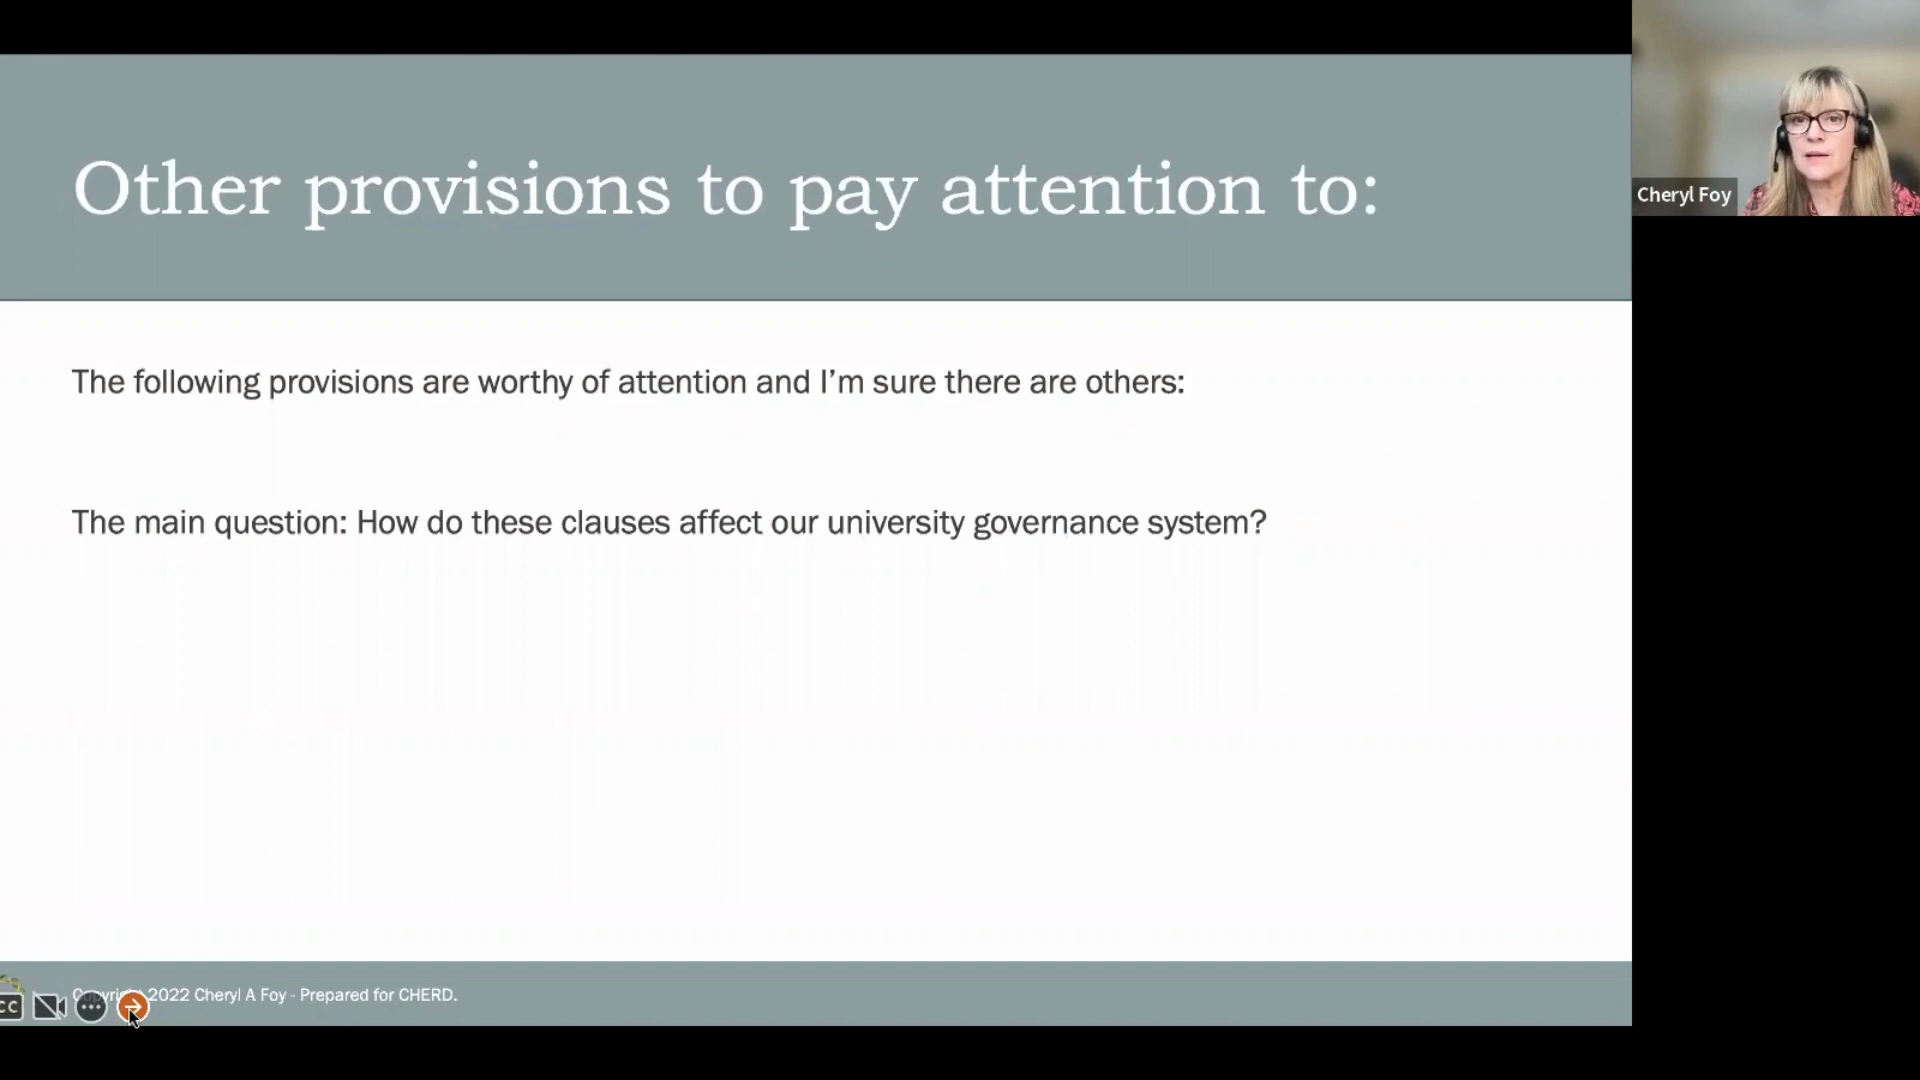 Other provisions to pay attention to:
Cheryl Foy
The following provisions are worthy of attention and I’m sure there are others:
The main question: How do these clauses affect our university governance system?
Copyright 2022 Cheryl A Foy - Prepared for CHERD.
CC